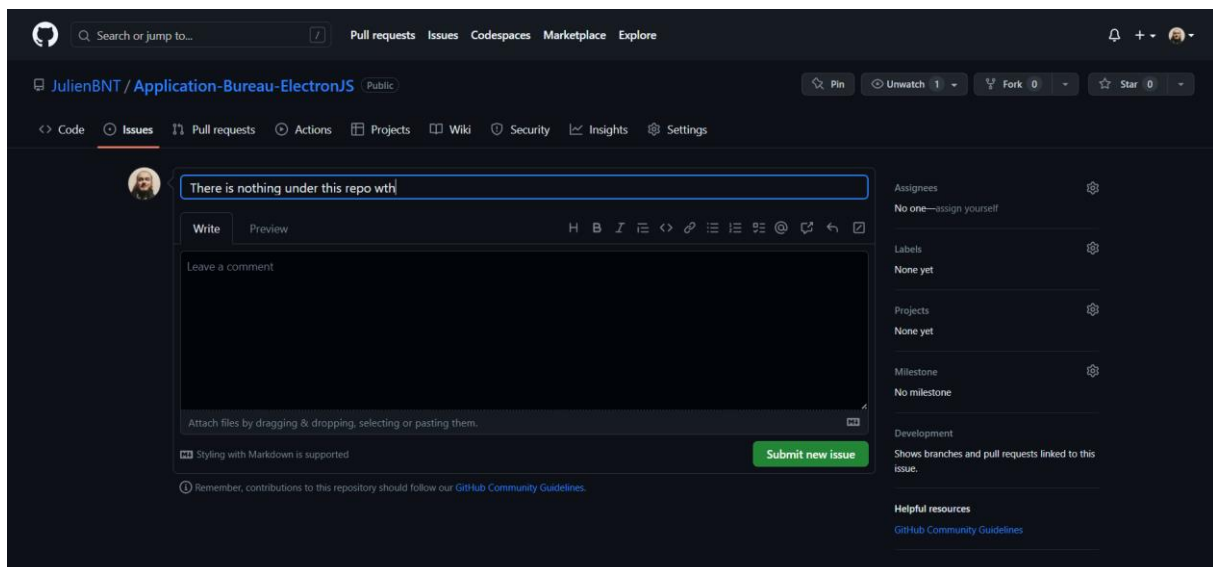 Search or jump to... /
Pull requests Issues Codespaces Marketplace Explore
JulienBNT / Application-Bureau-ElectronJS Public
Pin Unwatch 1 Fork 0 Star 0
Code Issues Pull requests Actions Projects Wiki Security Insights Settings
There is nothing under this repo wth
Write Preview
H B I
Leave a comment
Attach files by dragging & dropping, selecting or pasting them.
Styling with Markdown is supported
Submit new issue
Remember, contributions to this repository should follow our GitHub Community Guidelines.
Assignees
No one—assign yourself
Labels
None yet
Projects
None yet
Milestone
No milestone
Development
Shows branches and pull requests linked to this
issue.
Helpful resources
GitHub Community Guidelines